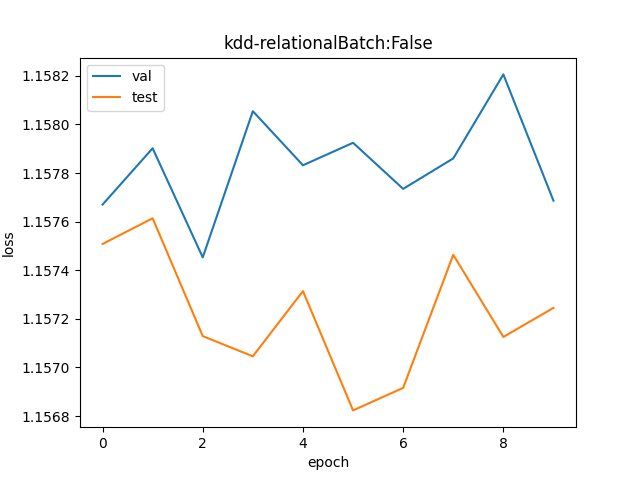 kdd-relationalBatch:False
val
test
1.1582
1.1580
1.1578
1.1576
1.1574
1.1572
1.1570
1.1568
loss
0 2 4 6 8
epoch